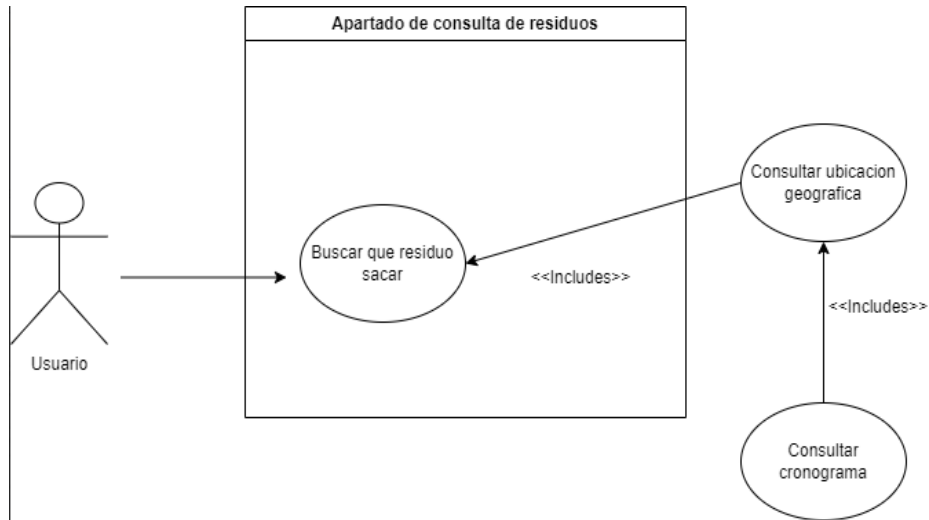 Apartado de consulta de residuos
Consultar ubicacion
geografica
Buscar que residuo
sacar
<<Includes>>
<<Includes>>
Usuario
Consultar
cronograma